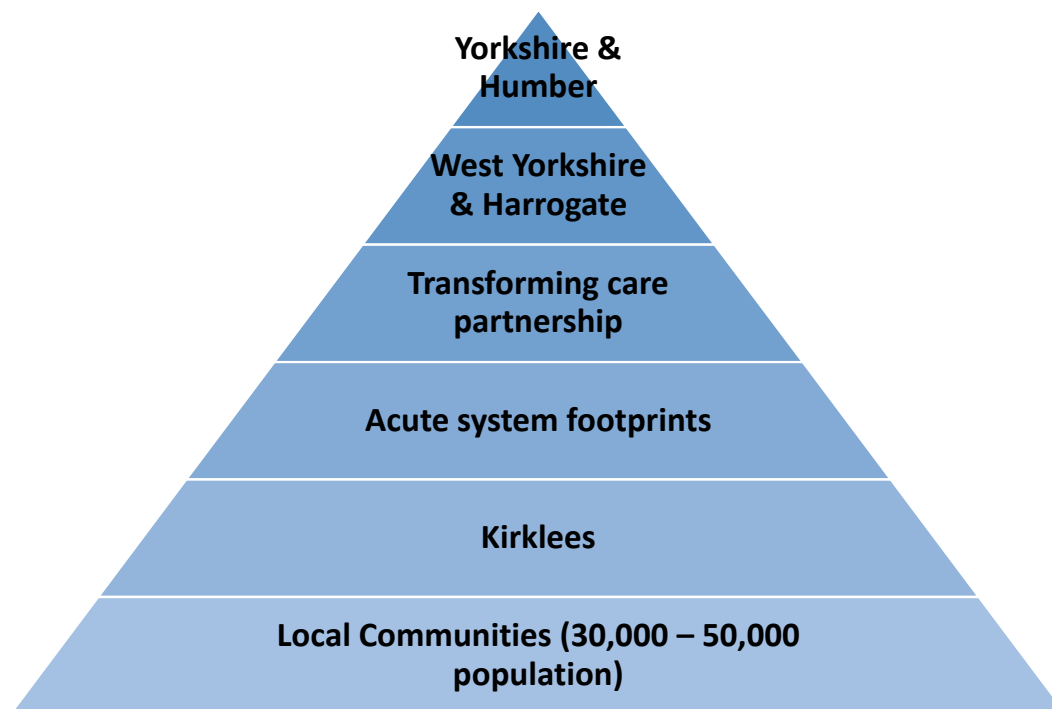 Yorkshire &
Humber
West Yorkshire
& Harrogate
Transforming care
partnership
Acute system footprints
Kirklees
Local Communities (30,000 – 50,000
population)